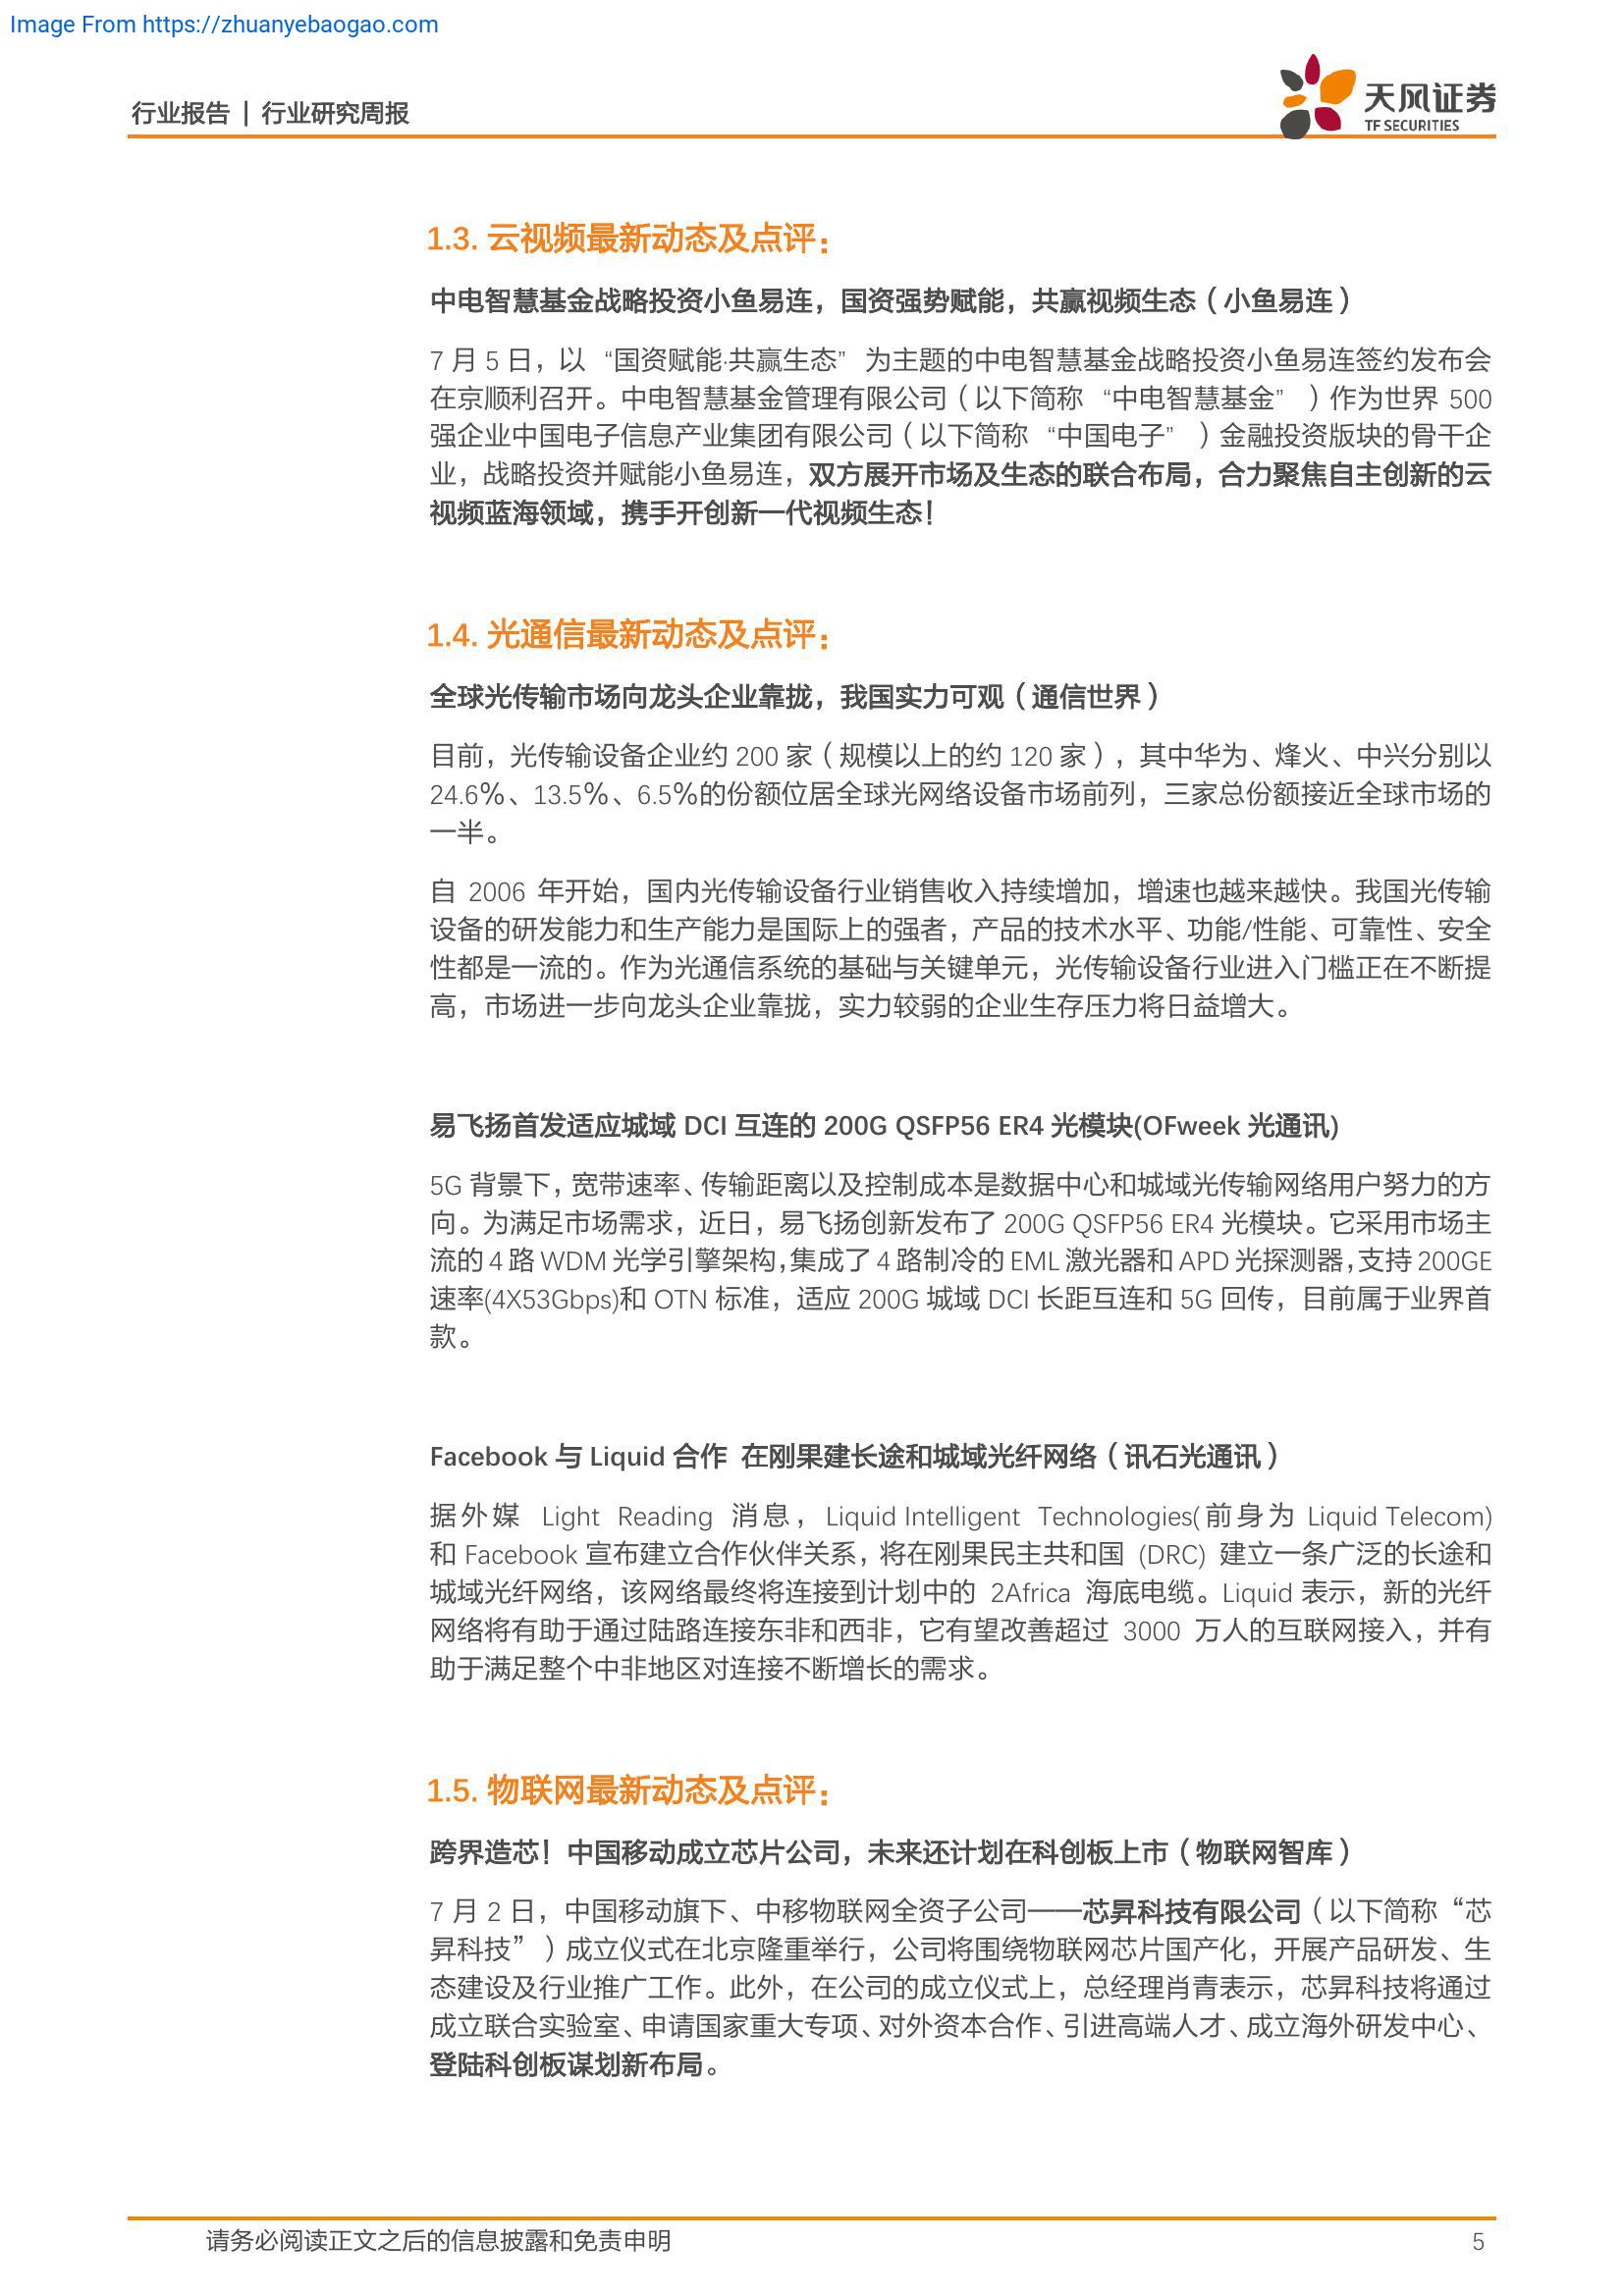 Image From https://zhuanyebaogao.com
行业报告 | 行业研究周报
天风证券
TF SECURITIES
1.3. 云视频最新动态及点评：
中电智慧基金战略投资小鱼易连，国资强势赋能，共赢视频生态（小鱼易连）
7 月 5 日，以 “国资赋能·共赢生态” 为主题的中电智慧基金战略投资小鱼易连签约发布会
在京顺利召开。中电智慧基金管理有限公司（以下简称 “中电智慧基金” ）作为世界 500
强企业中国电子信息产业集团有限公司（以下简称 “中国电子” ）金融投资版块的骨干企
业，战略投资并赋能小鱼易连，双方展开市场及生态的联合布局，合力聚焦自主创新的云
视频蓝海领域，携手开创新一代视频生态！
1.4. 光通信最新动态及点评：
全球光传输市场向龙头企业靠拢，我国实力可观（通信世界）
目前，光传输设备企业约 200 家（规模以上的约 120 家），其中华为、烽火、中兴分别以
24.6%、13.5%、6.5%的份额位居全球光网络设备市场前列，三家总份额接近全球市场的
一半。
自 2006 年开始，国内光传输设备行业销售收入持续增加，增速也越来越快。我国光传输
设备的研发能力和生产能力是国际上的强者，产品的技术水平、功能/性能、可靠性、安全
性都是一流的。作为光通信系统的基础与关键单元，光传输设备行业进入门槛正在不断提
高，市场进一步向龙头企业靠拢，实力较弱的企业生存压力将日益增大。
易飞扬首发适应城域 DCI 互连的 200G QSFP56 ER4 光模块(OFweek 光通讯)
5G 背景下，宽带速率、传输距离以及控制成本是数据中心和城域光传输网络用户努力的方
向。为满足市场需求，近日，易飞扬创新发布了 200G QSFP56 ER4 光模块。它采用市场主
流的 4 路 WDM 光学引擎架构，集成了 4 路制冷的 EML 激光器和 APD 光探测器，支持 200GE
速率(4X53Gbps)和 OTN 标准，适应 200G 城域 DCI 长距互连和 5G 回传，目前属于业界首
款。
Facebook 与 Liquid 合作 在刚果建长途和城域光纤网络（讯石光通讯）
据外媒 Light Reading 消息，Liquid Intelligent Technologies(前身为 Liquid Telecom)
和 Facebook 宣布建立合作伙伴关系，将在刚果民主共和国 (DRC) 建立一条广泛的长途和
城域光纤网络，该网络最终将连接到计划中的 2Africa 海底电缆。Liquid 表示，新的光纤
网络将有助于通过陆路连接东非和西非，它有望改善超过 3000 万人的互联网接入，并有
助于满足整个中非地区对连接不断增长的需求。
1.5. 物联网最新动态及点评：
跨界造芯！中国移动成立芯片公司，未来还计划在科创板上市（物联网智库）
7 月 2 日，中国移动旗下、中移物联网全资子公司——芯昇科技有限公司（以下简称“芯
昇科技” ）成立仪式在北京隆重举行，公司将围绕物联网芯片国产化，开展产品研发、生
态建设及行业推广工作。此外，在公司的成立仪式上，总经理肖青表示，芯昇科技将通过
成立联合实验室、申请国家重大专项、对外资本合作、引进高端人才、成立海外研发中心、
登陆科创板谋划新布局。
请务必阅读正文之后的信息披露和免责申明
5